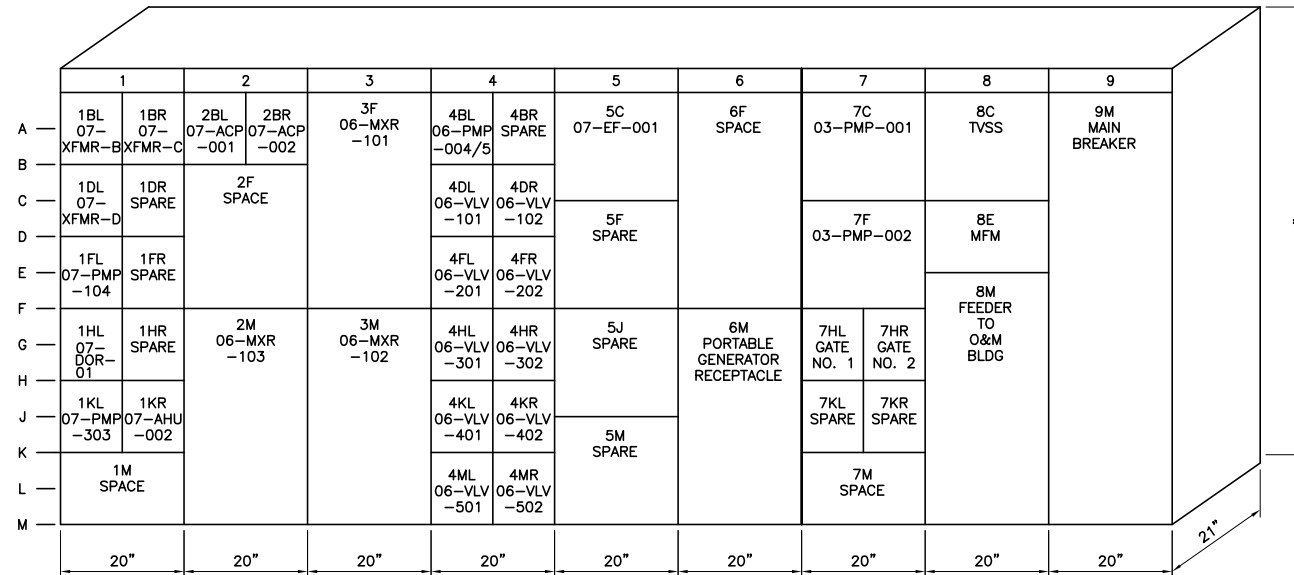 1 2 3 4 5 6 7 8 9
A
B
C
D
E
F
G
H
J
K
L
M
1BL
07-
XFMR-B
1BR
07-
XFMR-C
1DL
07-
XFMR-D
1DR
SPARE
1FL
07-PMP
-104
1FR
SPARE
1HL
07-
DOR-
01
1HR
SPARE
1KL
07-PMP
-303
1KR
07-AHU
-002
1M
SPACE
2BL
07-ACP
-001
2BR
07-ACP
-002
2F
SPACE
2M
06-MXR
-103
3F
06-MXR
-101
3M
06-MXR
-102
4BL
06-PMP
-004/5
4BR
SPARE
4DL
06-VLV
-101
4DR
06-VLV
-102
4FL
06-VLV
-201
4FR
06-VLV
-202
4HL
06-VLV
-301
4HR
06-VLV
-302
4KL
06-VLV
-401
4KR
06-VLV
-402
4ML
06-VLV
-501
4MR
06-VLV
-502
5C
07-EF-001
5F
SPARE
5J
SPARE
5M
SPARE
6F
SPACE
6M
PORTABLE
GENERATOR
RECEPTACLE
7C
03-PMP-001
7F
03-PMP-002
7HL
GATE
NO. 1
7HR
GATE
NO. 2
7KL
SPARE
7KR
SPARE
7M
SPACE
8C
TVSS
8E
MFM
8M
FEEDER
TO
O&M
BLDG
9M
MAIN
BREAKER
20" 20" 20" 20" 20" 20" 20" 20" 20"
21"